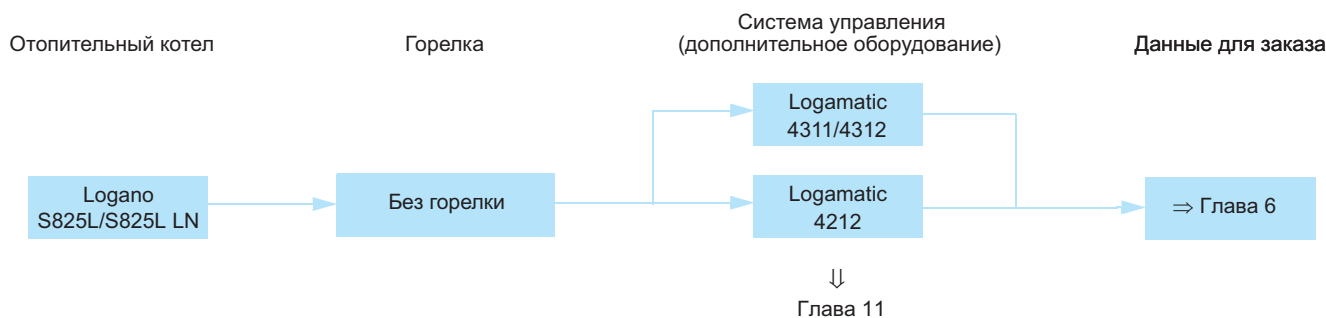 Отопительный котел
Горелка
Система управления
(дополнительное оборудование)
Данные для заказа
Logano
S825L/S825L LN
Без горелки
Logamatic
4311/4312
Logamatic
4212
⇒ Глава 6
⇓
Глава 11